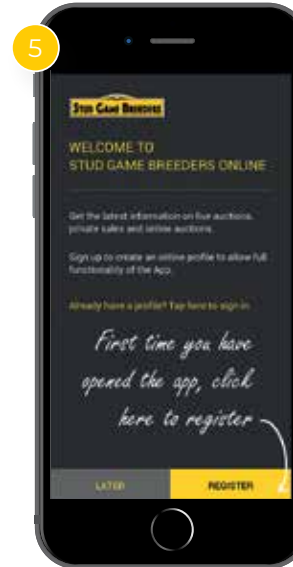 5
STUD GAME BREEDERS
WELCOME TO
STUD GAME BREEDERS ONLINE
Get the latest information on live auctions,
private sales and online auctions.
Sign up to create an online profile to allow full
functionality of the App.
Already have a profile? Tap here to sign in
First time you have
opened the app, click
here to register
LATER
REGISTER